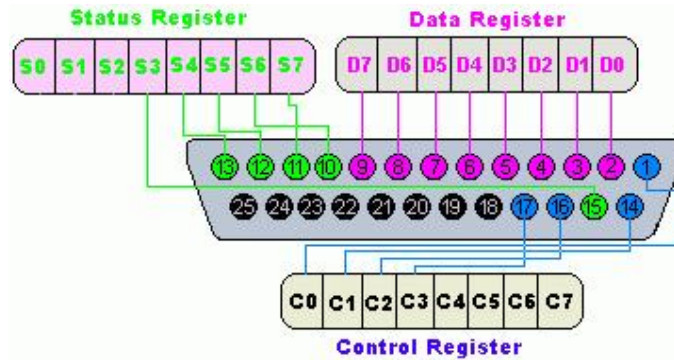 Status Register Data Register
S0 S1 S2 S3 S4 S5 S6 S7 D7 D6 D5 D4 D3 D2 D1 D0
13 12 11 10 9 8 7 6 5 4 3 2 1
25 24 23 22 21 20 19 18 17 16 15 14
C0 C1 C2 C3 C4 C5 C6 C7
Control Register